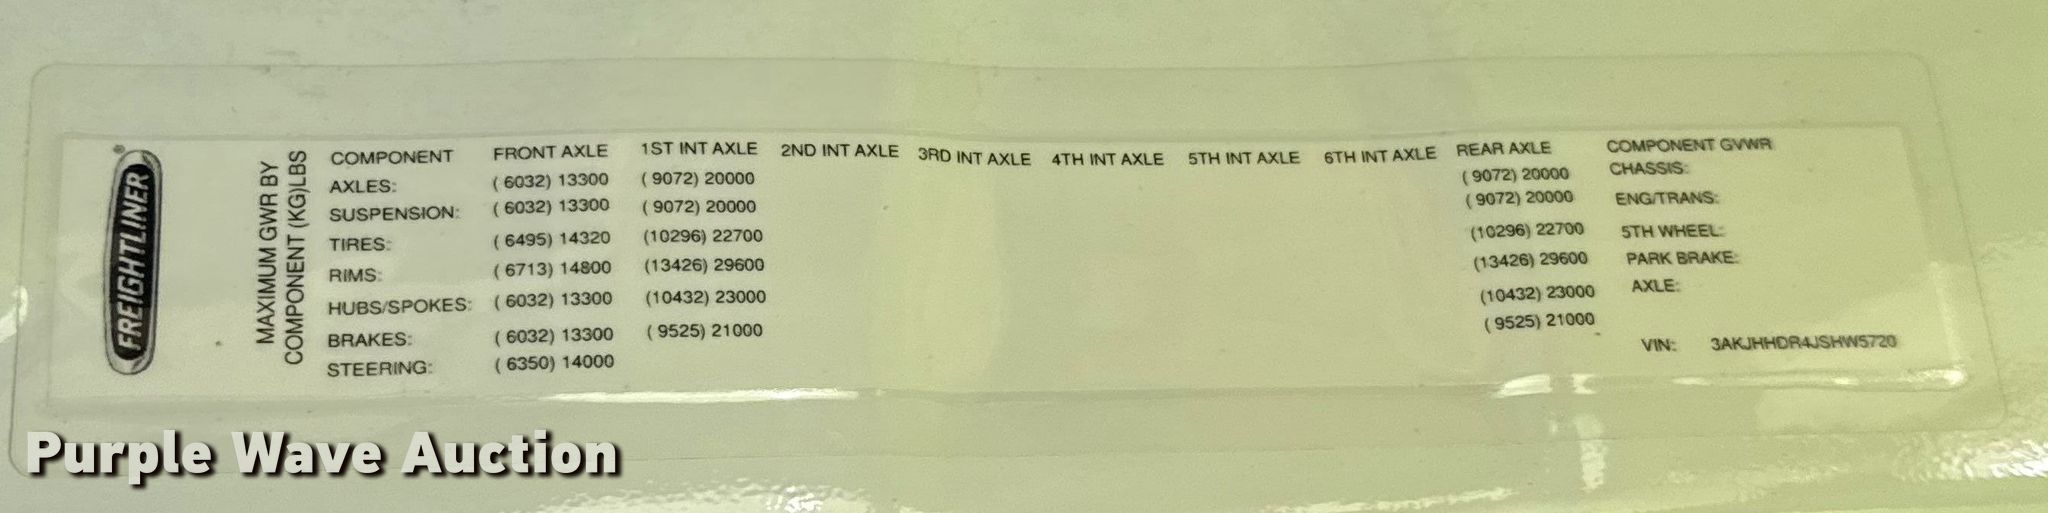 FREIGHTLINER
®
MAXIMUM GWR BY
COMPONENT (KG)LBS
COMPONENT FRONT AXLE 1ST INT AXLE 2ND INT AXLE 3RD INT AXLE 4TH INT AXLE 5TH INT AXLE 6TH INT AXLE REAR AXLE COMPONENT GVWR
AXLES: ( 6032) 13300 ( 9072) 20000 ( 9072) 20000 CHASSIS:
SUSPENSION: ( 6032) 13300 ( 9072) 20000 ( 9072) 20000 ENG/TRANS:
TIRES: ( 6495) 14320 (10296) 22700 (10296) 22700 5TH WHEEL:
RIMS: ( 6713) 14800 (13426) 29600 (13426) 29600 PARK BRAKE:
HUBS/SPOKES: ( 6032) 13300 (10432) 23000 (10432) 23000 AXLE:
BRAKES: ( 6032) 13300 ( 9525) 21000 ( 9525) 21000
STEERING: ( 6350) 14000
VIN: 3AKJHHDR4JSHW5720
Purple Wave Auction